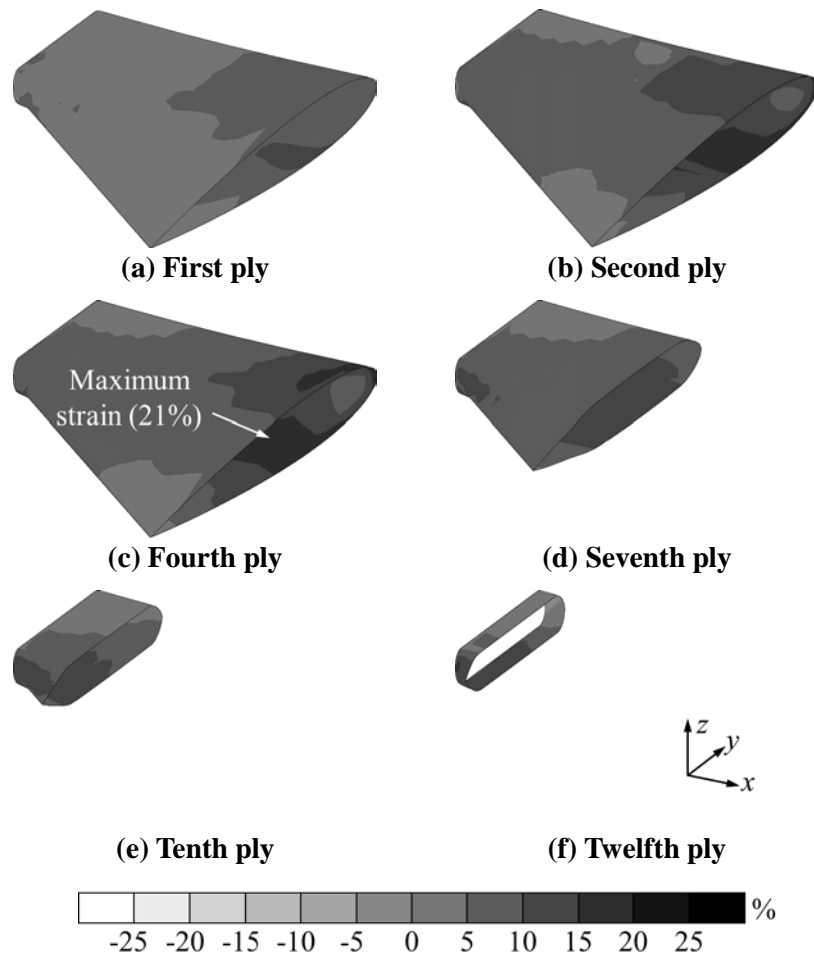 (a) First ply
(b) Second ply
Maximum
strain (21%)
(c) Fourth ply
(d) Seventh ply
z
y
x
(e) Tenth ply
(f) Twelfth ply
%
-25 -20 -15 -10 -5 0 5 10 15 20 25